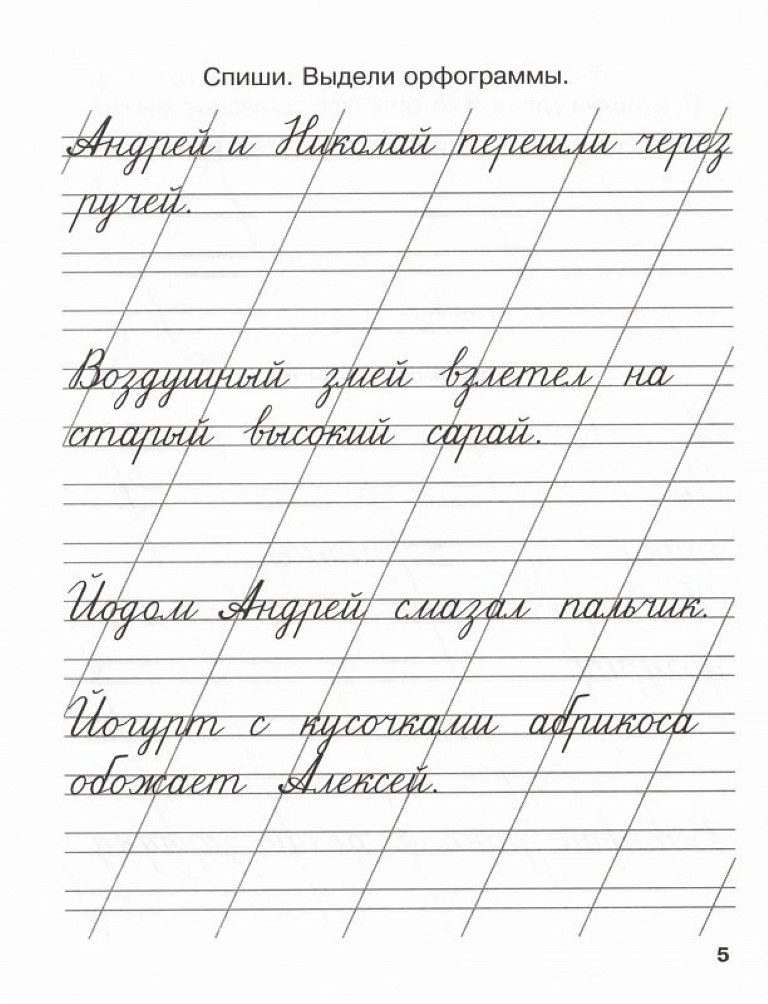 Спиши. Выдели орфограммы.
Андрей и Николай перешли через
ручей.
Воздушный змей взлетел на
старый высокий сарай.
Йодом Андрей смазал пальчик.
Йогурт с кусочками абрикоса
обожает Алексей.
5